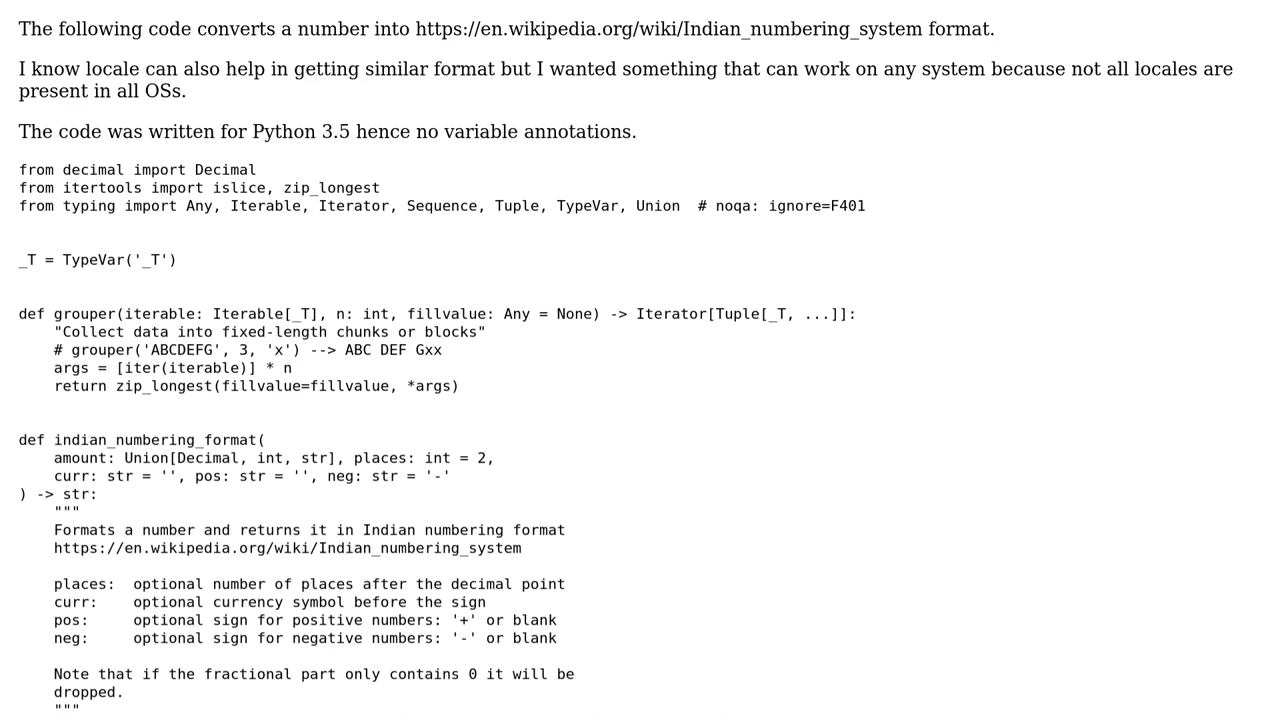 The following code converts a number into https://en.wikipedia.org/wiki/Indian_numbering_system format.
I know locale can also help in getting similar format but I wanted something that can work on any system because not all locales are
present in all OSs.
The code was written for Python 3.5 hence no variable annotations.
from decimal import Decimal
from itertools import islice, zip_longest
from typing import Any, Iterable, Iterator, Sequence, Tuple, TypeVar, Union  # noqa: ignore=F401
_T = TypeVar('_T')
def grouper(iterable: Iterable[_T], n: int, fillvalue: Any = None) -> Iterator[Tuple[_T, ...]]:
    "Collect data into fixed-length chunks or blocks"
    # grouper('ABCDEFG', 3, 'x') --> ABC DEF Gxx
    args = [iter(iterable)] * n
    return zip_longest(fillvalue=fillvalue, *args)
def indian_numbering_format(
    amount: Union[Decimal, int, str], places: int = 2,
    curr: str = '', pos: str = '', neg: str = '-'
) -> str:
    """
    Formats a number and returns it in Indian numbering format
    https://en.wikipedia.org/wiki/Indian_numbering_system
    places:  optional number of places after the decimal point
    curr:    optional currency symbol before the sign
    pos:     optional sign for positive numbers: '+' or blank
    neg:     optional sign for negative numbers: '-' or blank
    Note that if the fractional part only contains 0 it will be
    dropped.
    """